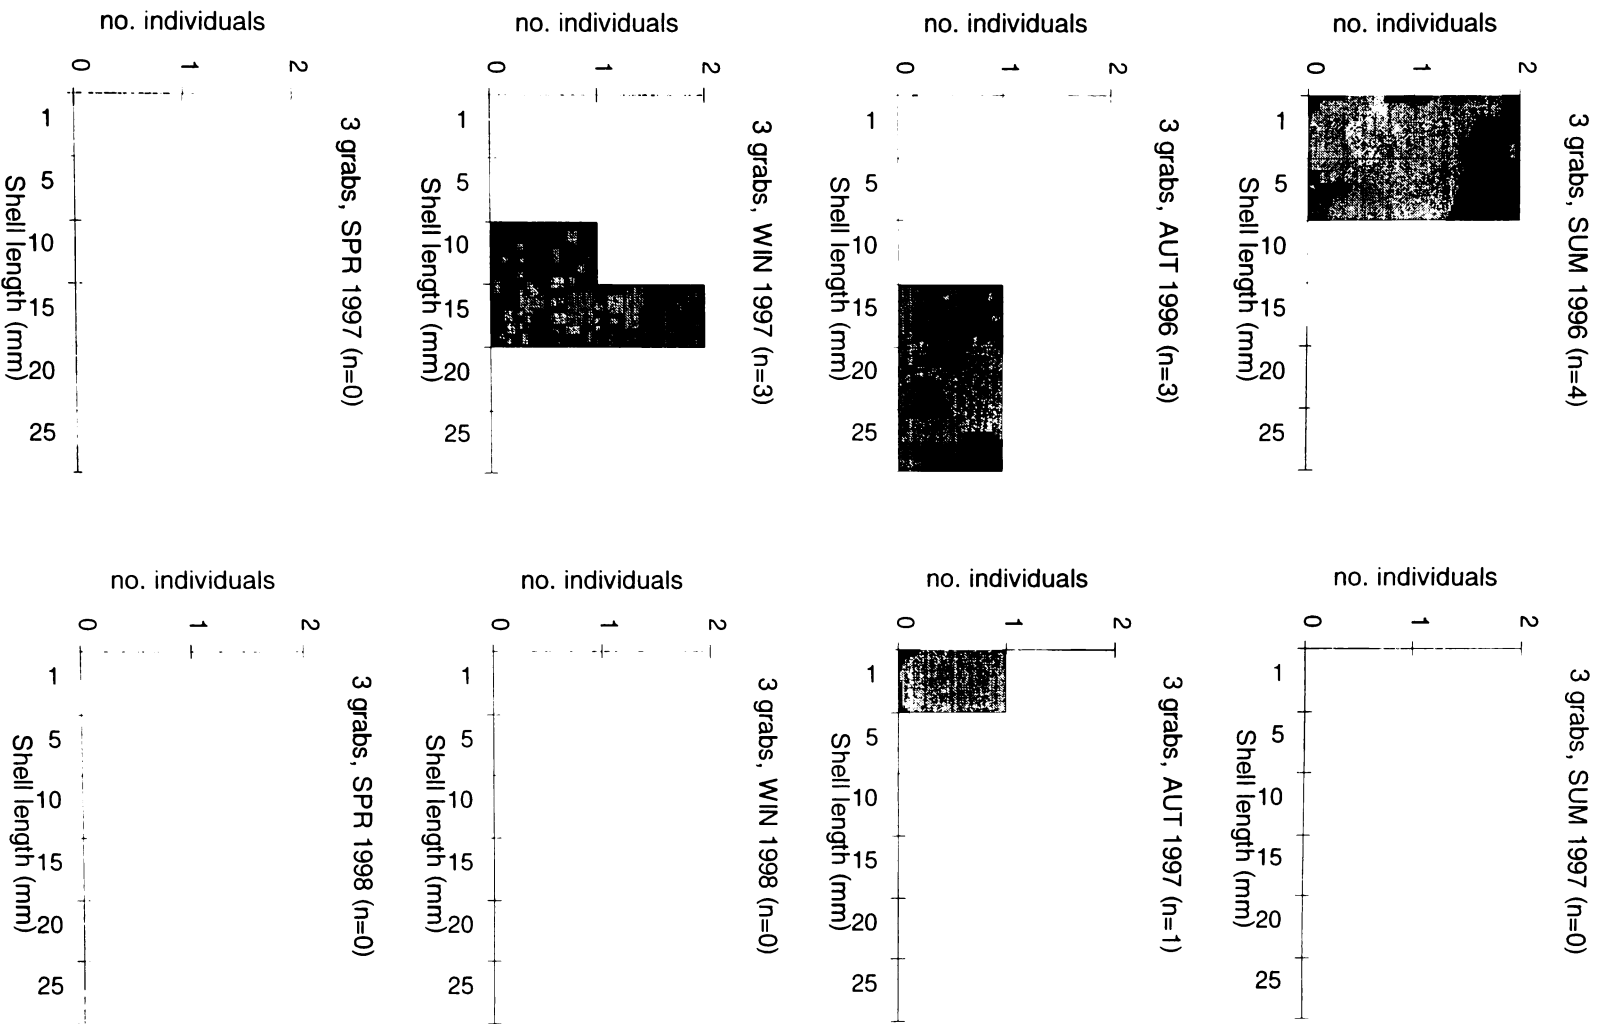 3 grabs, SUM 1996 (n=4)
no. individuals
2
1
0
1 5 10 15 20 25
Shell length (mm)
3 grabs, SUM 1997 (n=0)
no. individuals
2
1
0
1 5 10 15 20 25
Shell length (mm)
3 grabs, AUT 1996 (n=3)
no. individuals
2
1
0
1 5 10 15 20 25
Shell length (mm)
3 grabs, AUT 1997 (n=1)
no. individuals
2
1
0
1 5 10 15 20 25
Shell length (mm)
3 grabs, WIN 1997 (n=3)
no. individuals
2
1
0
1 5 10 15 20 25
Shell length (mm)
3 grabs, WIN 1998 (n=0)
no. individuals
2
1
0
1 5 10 15 20 25
Shell length (mm)
3 grabs, SPR 1997 (n=0)
no. individuals
2
1
0
1 5 10 15 20 25
Shell length (mm)
3 grabs, SPR 1998 (n=0)
no. individuals
2
1
0
1 5 10 15 20 25
Shell length (mm)